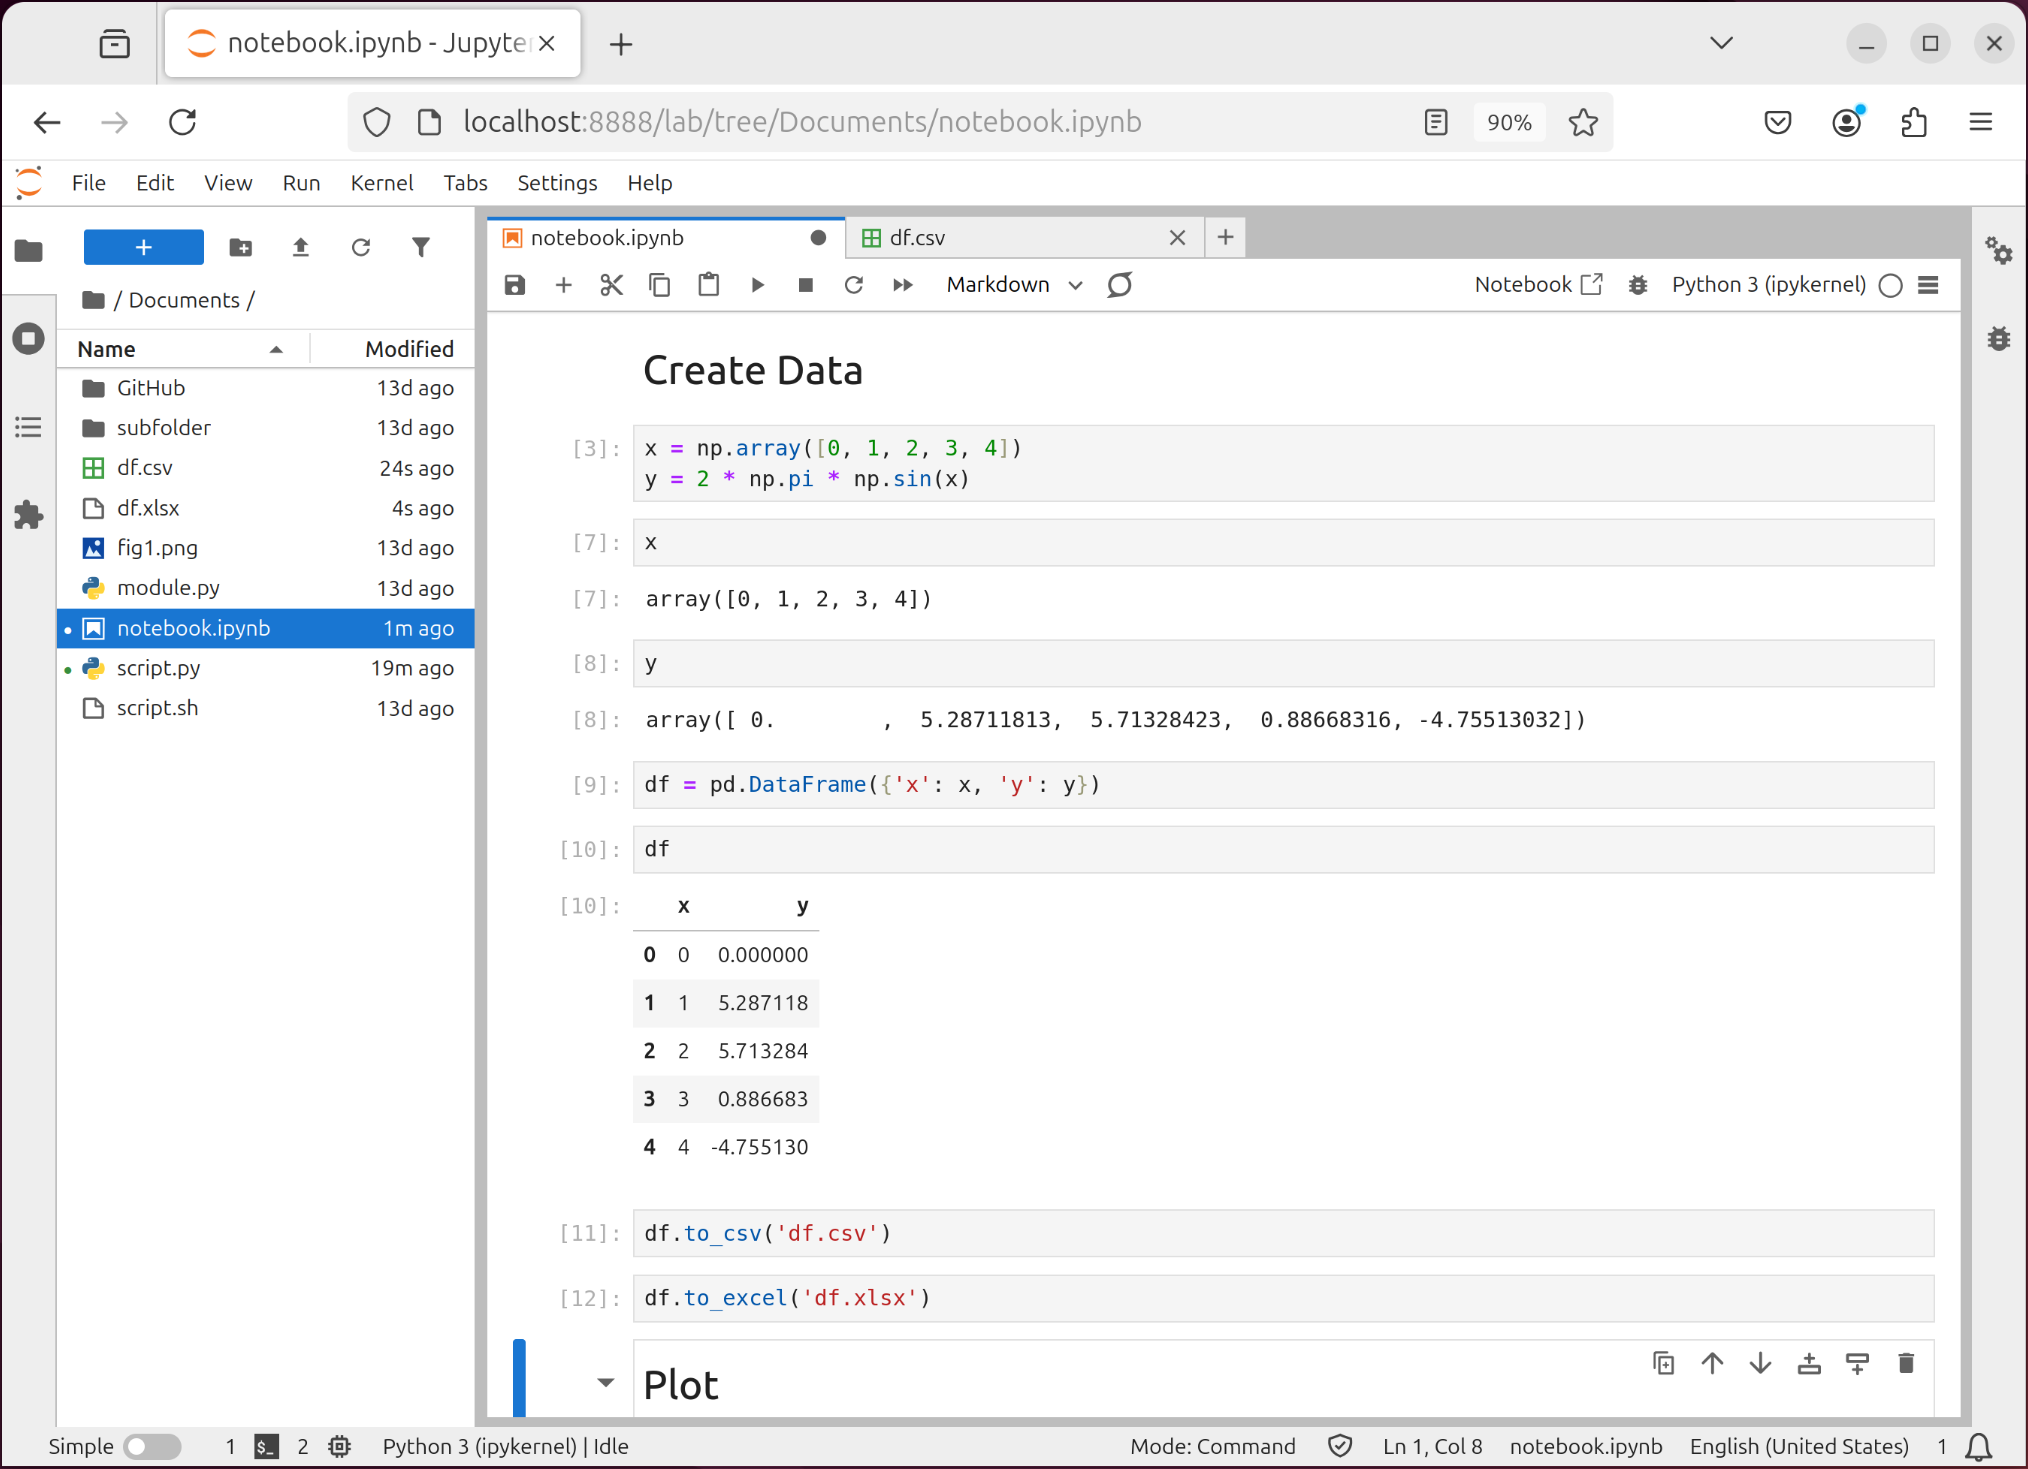 notebook.ipynb - Jupyter
localhost:8888/lab/tree/Documents/notebook.ipynb
90%
File Edit View Run Kernel Tabs Settings Help
+
/ Documents /
Name Modified
GitHub 13d ago
subfolder 13d ago
df.csv 24s ago
df.xlsx 4s ago
fig1.png 13d ago
module.py 13d ago
notebook.ipynb 1m ago
script.py 19m ago
script.sh 13d ago
notebook.ipynb
df.csv
Markdown
Notebook
Python 3 (ipykernel)
Create Data
[3]: x = np.array([0, 1, 2, 3, 4])
y = 2 * np.pi * np.sin(x)
[7]: x
[7]: array([0, 1, 2, 3, 4])
[8]: y
[8]: array([ 0.        ,  5.28711813,  5.71328423,  0.88668316, -4.75513032])
[9]: df = pd.DataFrame({'x': x, 'y': y})
[10]: df
[10]: x y
0 0 0.000000
1 1 5.287118
2 2 5.713284
3 3 0.886683
4 4 -4.755130
[11]: df.to_csv('df.csv')
[12]: df.to_excel('df.xlsx')
Plot
Simple 1 $_ 2 Python 3 (ipykernel) | Idle Mode: Command Ln 1, Col 8 notebook.ipynb English (United States) 1